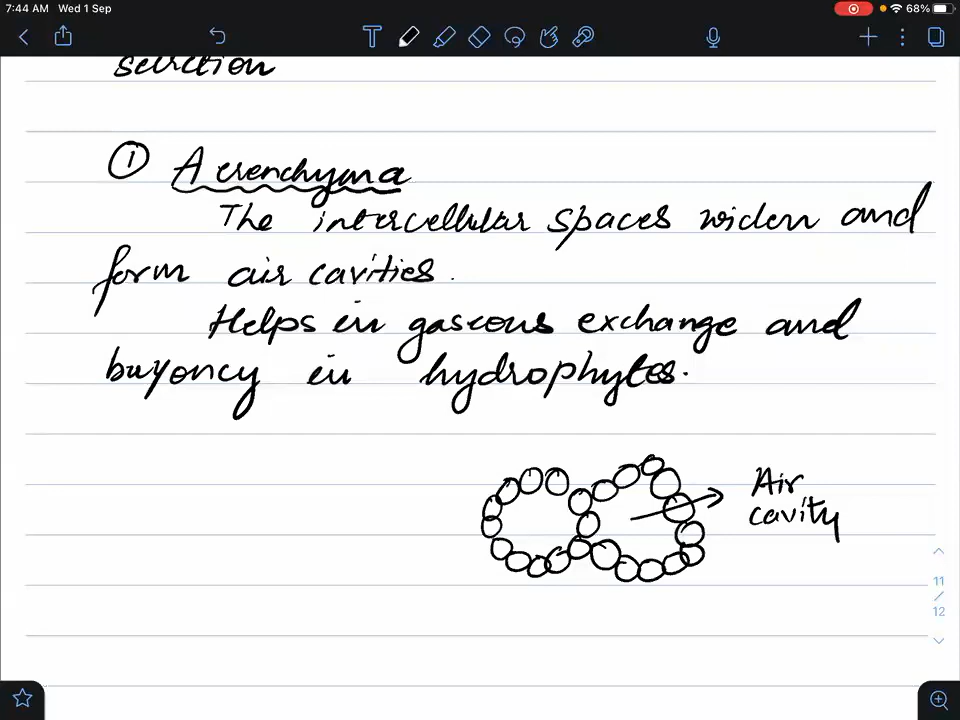 7:44 AM Wed 1 Sep
68%
secretion
① Aerenchyma
The intercellular spaces widen and
form air cavities.
Helps in gaseous exchange and
buyoncy in hydrophytes.
Air
cavity
11
/
12